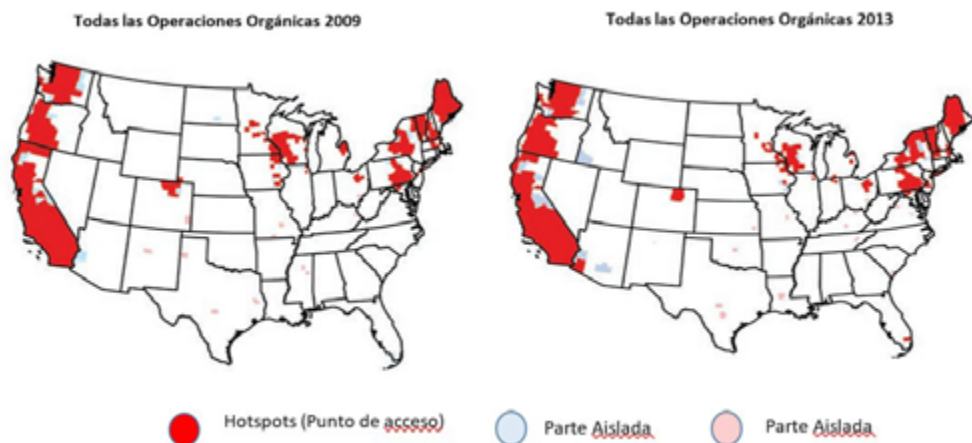 Todas las Operaciones Orgánicas 2009
Todas las Operaciones Orgánicas 2013
Hotspots (Punto de acceso)
Parte Aislada
Parte Aislada